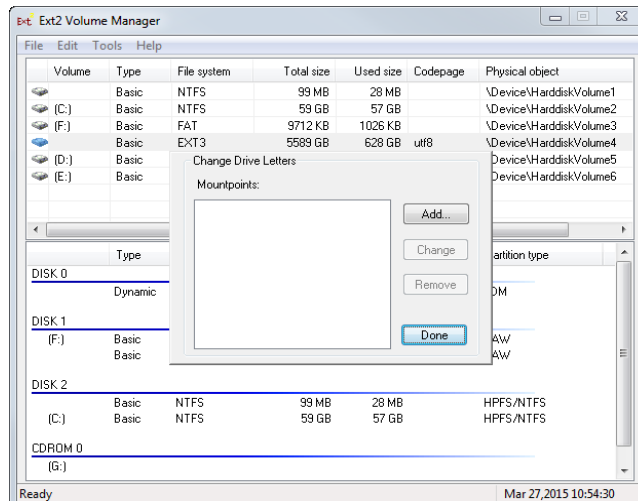 Ext2 Volume Manager
File Edit Tools Help
Volume Type File system Total size Used size Codepage Physical object
Basic NTFS 99 MB 28 MB \Device\HarddiskVolume1
(C:) Basic NTFS 59 GB 57 GB \Device\HarddiskVolume2
(F:) Basic FAT 9712 KB 1026 KB \Device\HarddiskVolume3
Basic EXT3 5589 GB 628 GB utf8 \Device\HarddiskVolume4
(D:) Basic Device\HarddiskVolume5
(E:) Basic Device\HarddiskVolume6
Change Drive Letters
Mountpoints:
Add...
Change
Remove
Done
Type artition type
DISK 0
Dynamic OM
DISK 1
(F:) Basic AW
Basic AW
DISK 2
Basic NTFS 99 MB 28 MB HPFS/NTFS
(C:) Basic NTFS 59 GB 57 GB HPFS/NTFS
CDROM 0
(G:)
Ready Mar 27,2015 10:54:30